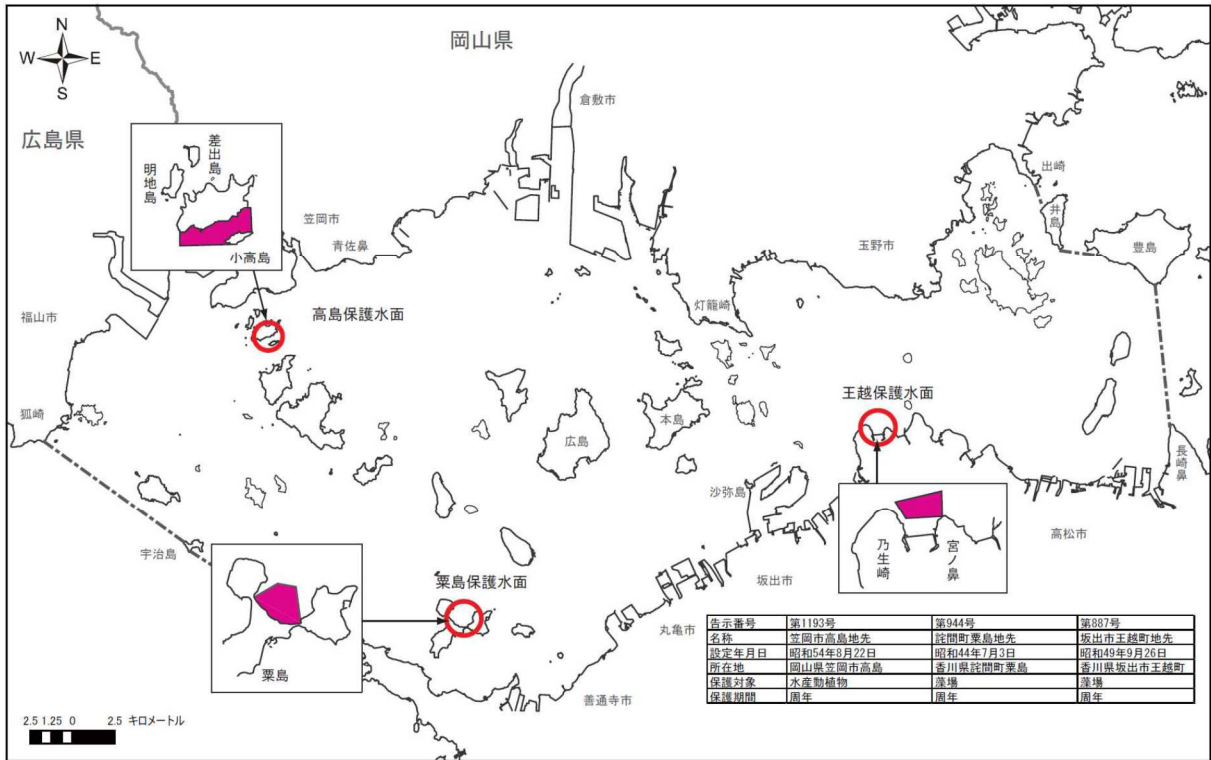 N
W E
S
岡山県
広島県
倉敷市
差出島
明地島
小高島
笠岡市
青佐鼻
出崎
井島
豊島
玉野市
福山市
高島保護水面
灯籠崎
狐崎
王越保護水面
本島
広島
長崎鼻
沙弥島
高松市
乃生崎
宮ノ鼻
宇治島
坂出市
粟島保護水面
丸亀市
粟島
善通寺市
告示番号 第1193号 第944号 第887号
名称 笠岡市高島地先 詫間町粟島地先 坂出市王越町地先
設定年月日 昭和54年8月22日 昭和44年7月3日 昭和49年9月26日
所在地 岡山県笠岡市高島 香川県詫間町粟島 香川県坂出市王越町
保護対象 水産動植物 藻場 藻場
保護期間 周年 周年 周年
2.5 1.25 0 2.5 キロメートル